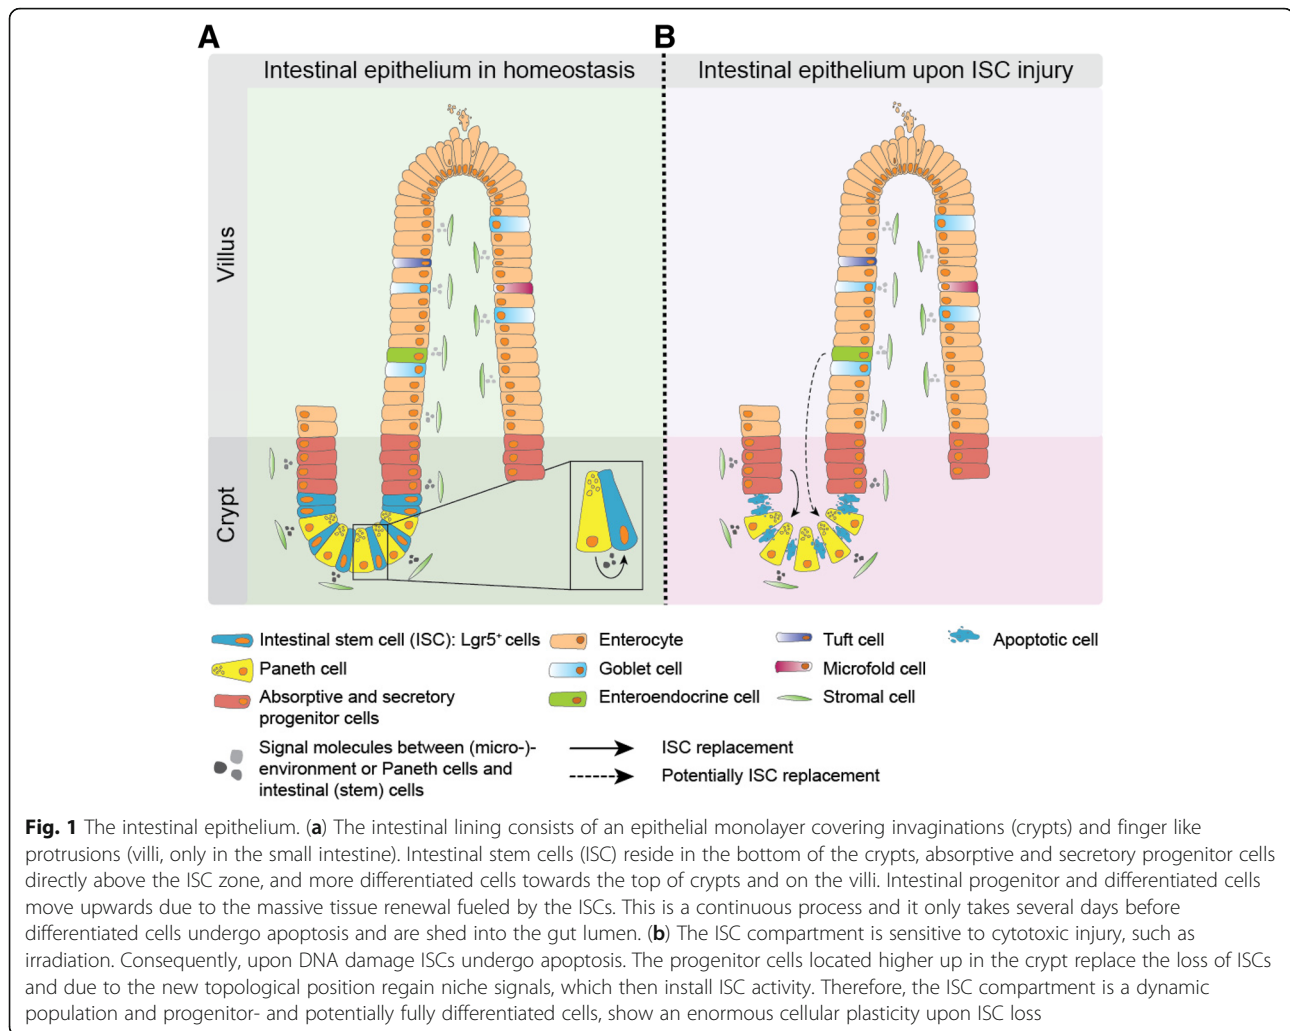 A
B
Intestinal epithelium in homeostasis
Intestinal epithelium upon ISC injury
Villus
Crypt
Intestinal stem cell (ISC): Lgr5⁺ cells
Enterocyte
Tuft cell
Apoptotic cell
Paneth cell
Goblet cell
Microfold cell
Absorptive and secretory
progenitor cells
Enteroendocrine cell
Stromal cell
Signal molecules between (micro-)-
environment or Paneth cells and
intestinal (stem) cells
ISC replacement
Potentially ISC replacement
Fig. 1 The intestinal epithelium. (a) The intestinal lining consists of an epithelial monolayer covering invaginations (crypts) and finger like
protrusions (villi, only in the small intestine). Intestinal stem cells (ISC) reside in the bottom of the crypts, absorptive and secretory progenitor cells
directly above the ISC zone, and more differentiated cells towards the top of crypts and on the villi. Intestinal progenitor and differentiated cells
move upwards due to the massive tissue renewal fueled by the ISCs. This is a continuous process and it only takes several days before
differentiated cells undergo apoptosis and are shed into the gut lumen. (b) The ISC compartment is sensitive to cytotoxic injury, such as
irradiation. Consequently, upon DNA damage ISCs undergo apoptosis. The progenitor cells located higher up in the crypt replace the loss of ISCs
and due to the new topological position regain niche signals, which then install ISC activity. Therefore, the ISC compartment is a dynamic
population and progenitor- and potentially fully differentiated cells, show an enormous cellular plasticity upon ISC loss